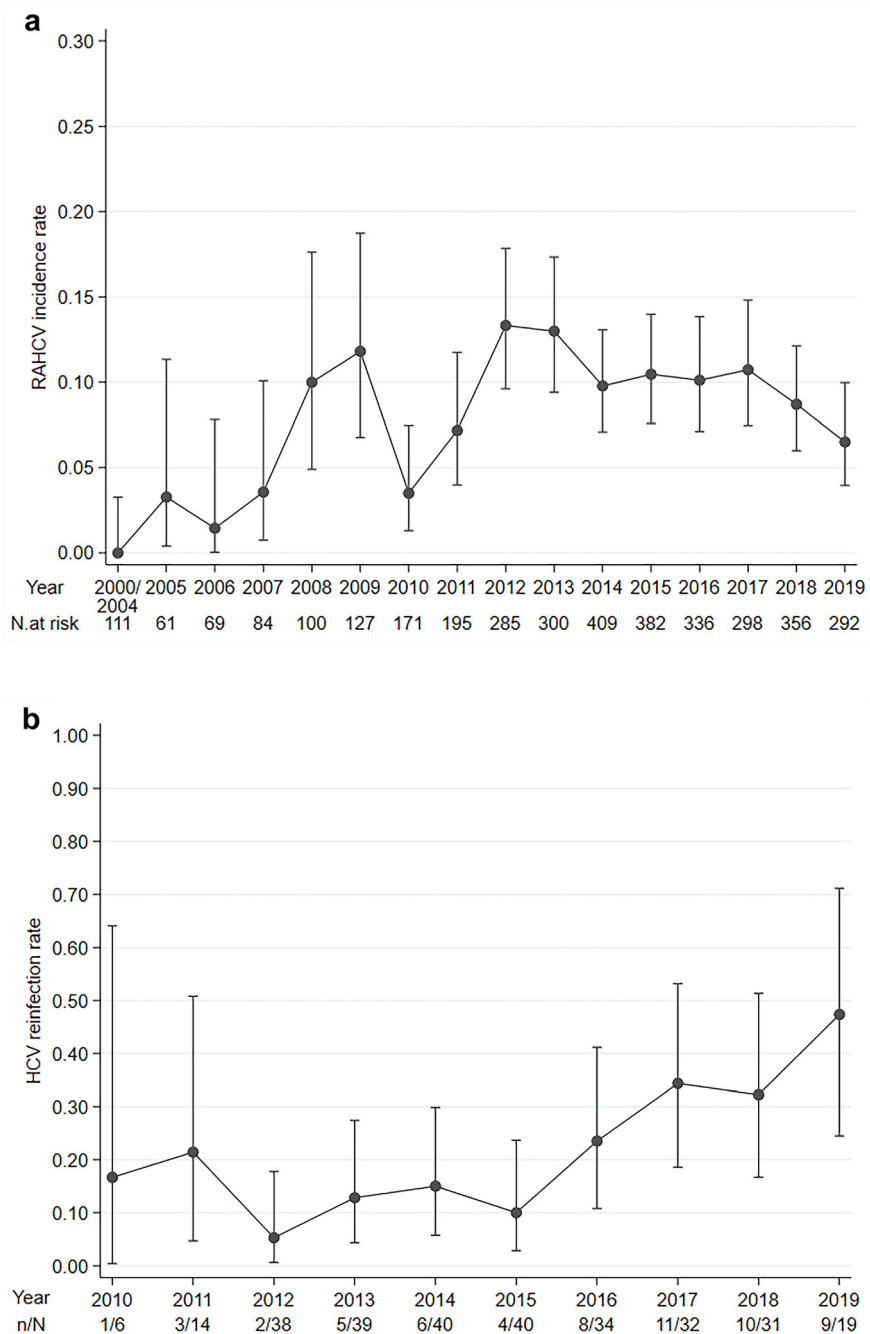 a
0.30
0.25
0.20
0.15
0.10
0.05
0.00
RAHCV incidence rate
Year 2000/ 2005 2006 2007 2008 2009 2010 2011 2012 2013 2014 2015 2016 2017 2018 2019
2004
N.at risk 111 61 69 84 100 127 171 195 285 300 409 382 336 298 356 292
b
1.00
0.90
0.80
0.70
0.60
0.50
0.40
0.30
0.20
0.10
0.00
HCV reinfection rate
Year 2010 2011 2012 2013 2014 2015 2016 2017 2018 2019
n/N 1/6 3/14 2/38 5/39 6/40 4/40 8/34 11/32 10/31 9/19